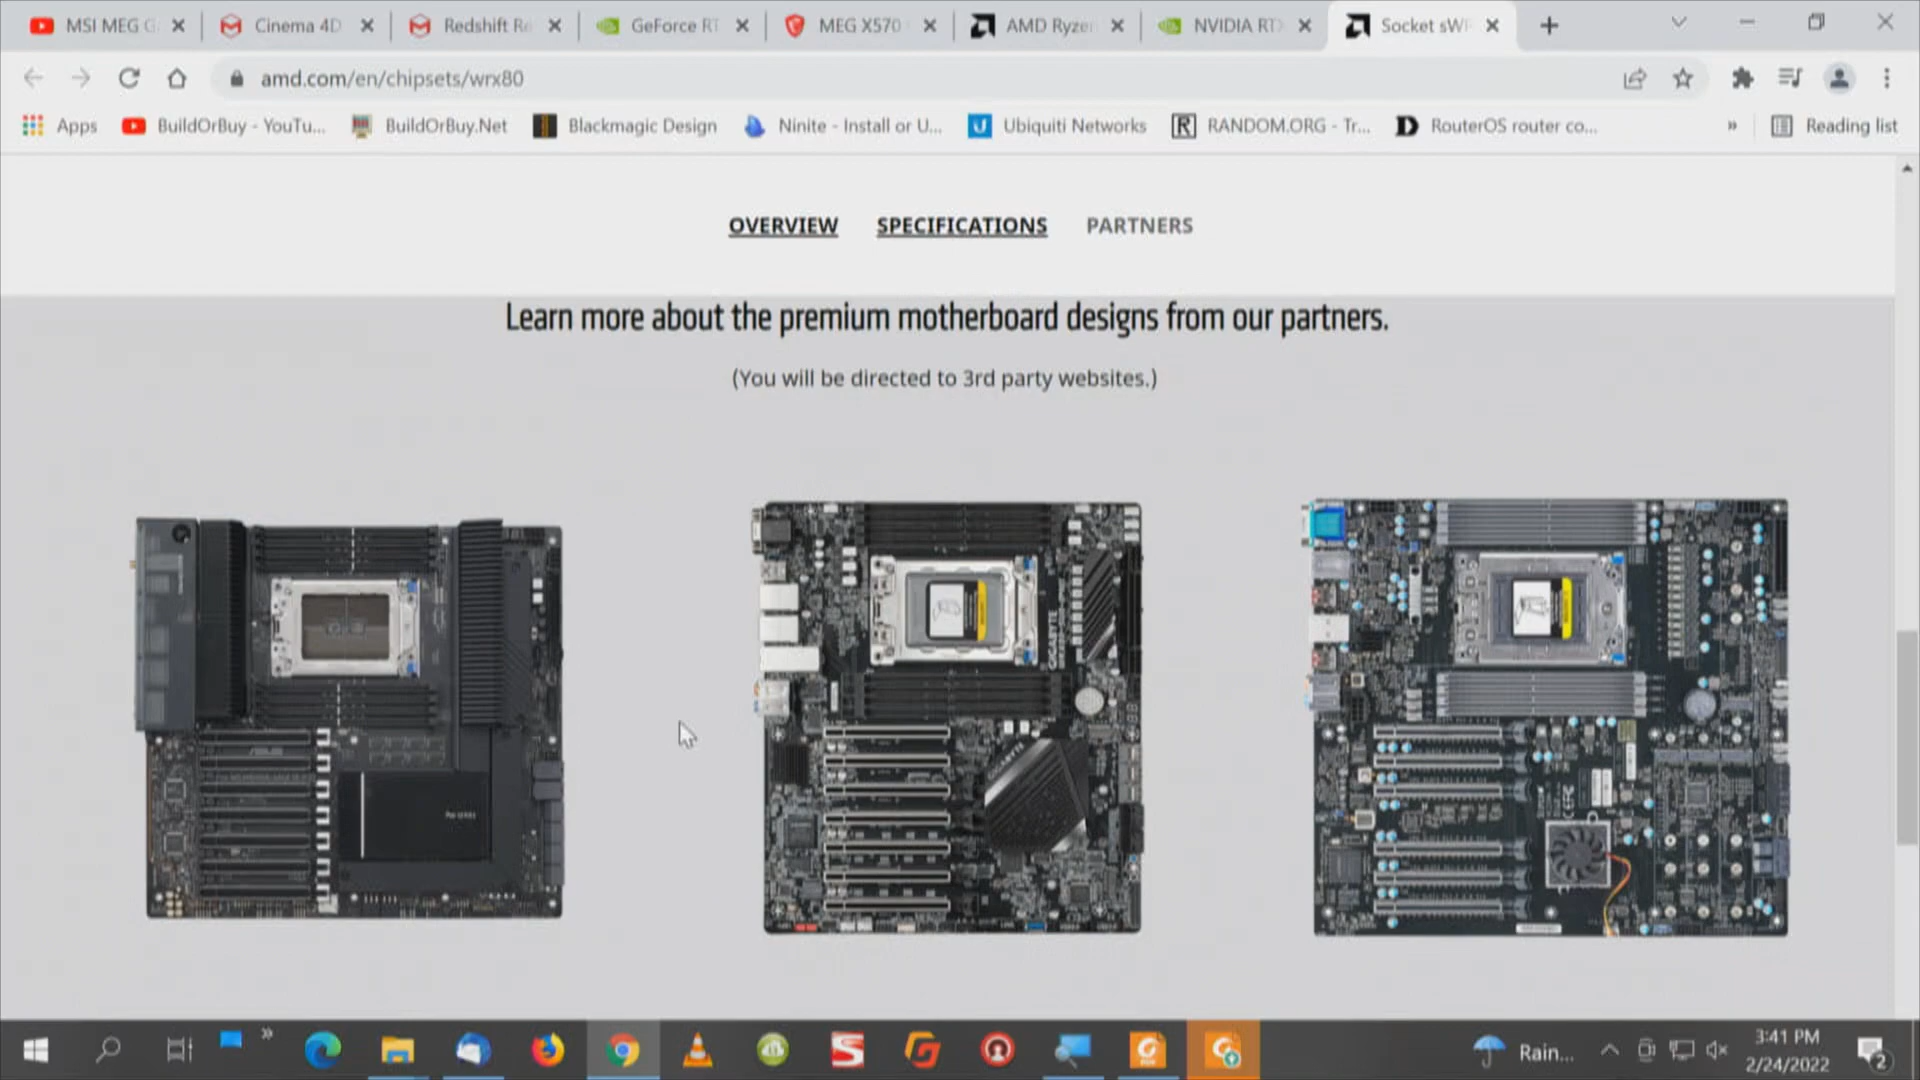 MSI MEG G
Cinema 4D
Redshift Re
GeForce RT
MEG X570
AMD Ryzen
NVIDIA RTX
Socket sWR
amd.com/en/chipsets/wrx80
Apps
BuildOrBuy - YouTu...
BuildOrBuy.Net
Blackmagic Design
Ninite - Install or U...
Ubiquiti Networks
RANDOM.ORG - Tr...
RouterOS router co...
»
Reading list
OVERVIEW
SPECIFICATIONS
PARTNERS
Learn more about the premium motherboard designs from our partners.
(You will be directed to 3rd party websites.)
GIGABYTE
Rain...
3:41 PM
2/24/2022
2